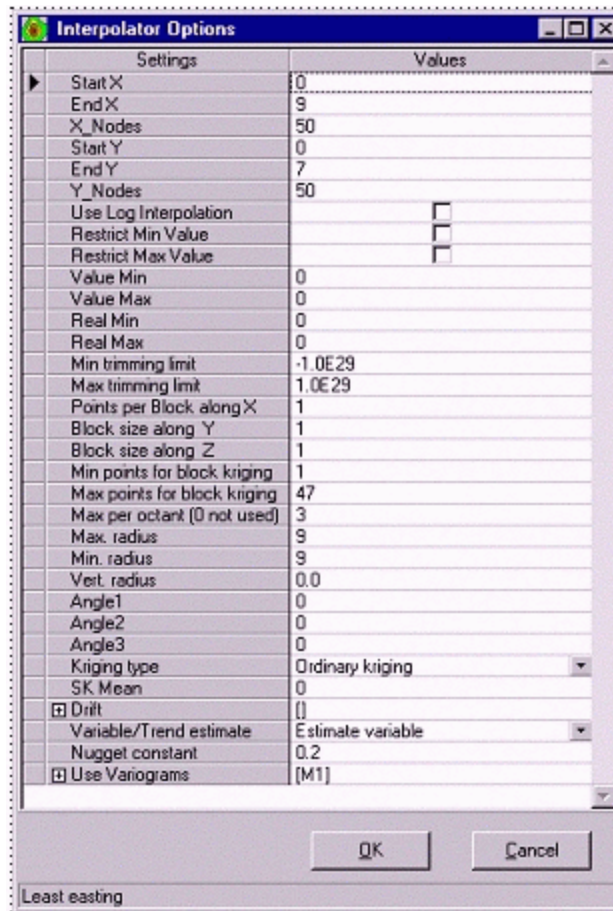 Interpolator Options
Settings Values
Start X 0
End X 9
X_Nodes 50
Start Y 0
End Y 7
Y_Nodes 50
Use Log Interpolation
Restrict Min Value
Restrict Max Value
Value Min 0
Value Max 0
Real Min 0
Real Max 0
Min trimming limit -1.0E29
Max trimming limit 1.0E29
Points per Block along X 1
Block size along Y 1
Block size along Z 1
Min points for block kriging 1
Max points for block kriging 47
Max per octant (0 not used) 3
Max. radius 9
Min. radius 9
Vert. radius 0.0
Angle1 0
Angle2 0
Angle3 0
Kriging type Ordinary kriging
SK Mean 0
Drift []
Variable/Trend estimate Estimate variable
Nugget constant 0.2
Use Variograms [M1]
OK Cancel
Least easting